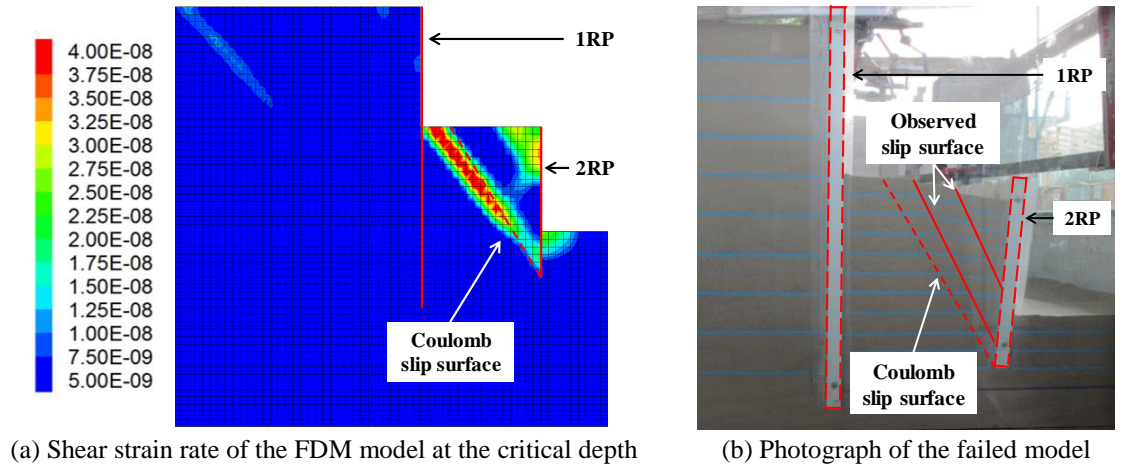 4.00E-08
3.75E-08
3.50E-08
3.25E-08
3.00E-08
2.75E-08
2.50E-08
2.25E-08
2.00E-08
1.75E-08
1.50E-08
1.25E-08
1.00E-08
7.50E-09
5.00E-09
1RP
2RP
Coulomb
slip surface
(a) Shear strain rate of the FDM model at the critical depth
1RP
Observed
slip surface
2RP
Coulomb
slip surface
(b) Photograph of the failed model